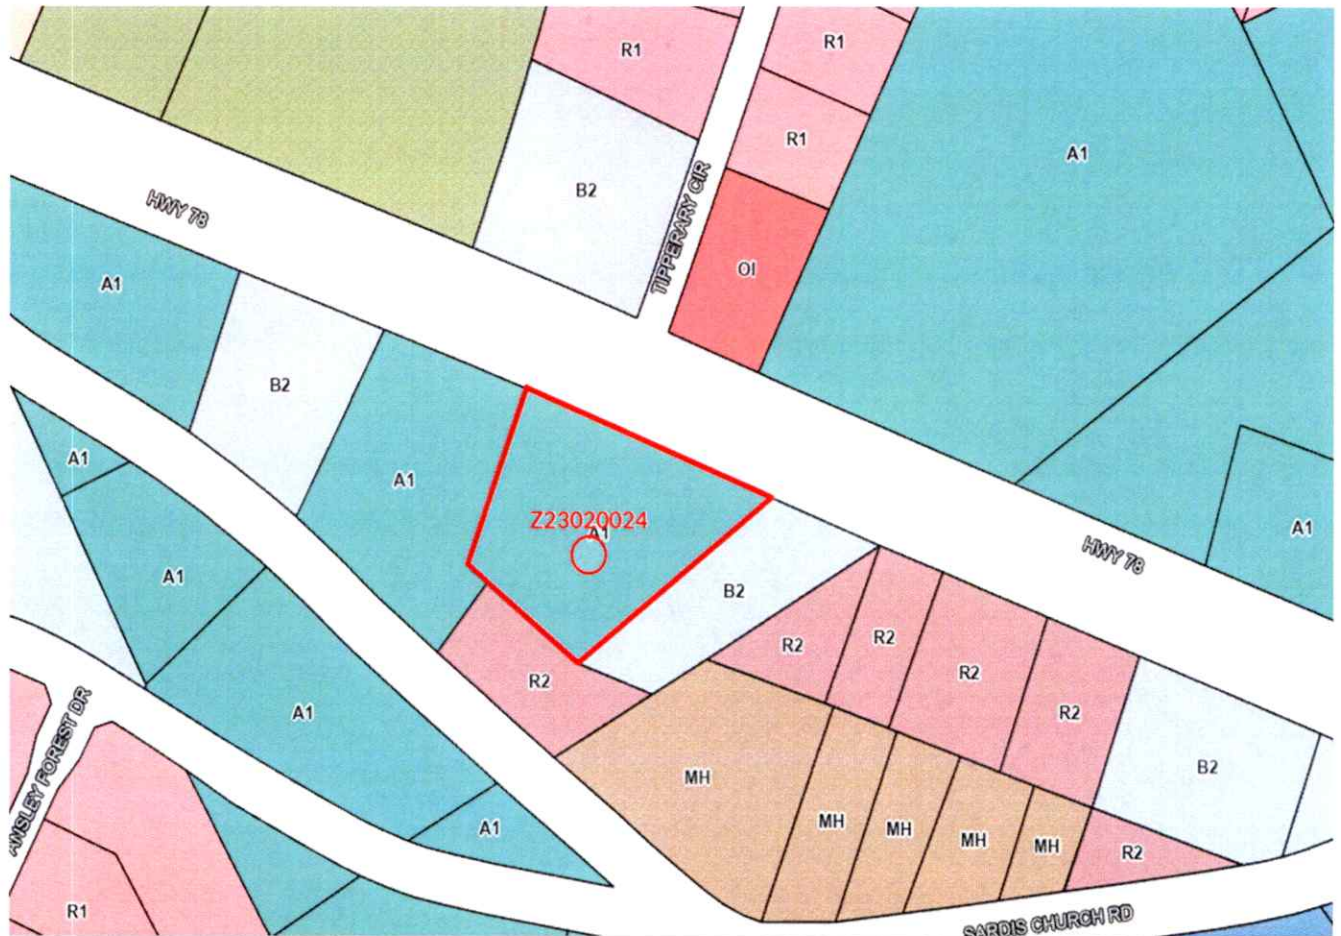 R1
R1
R1
A1
B2
HWY 78
TIPPERARY CIR
OI
A1
B2
A1
A1
Z23020024
A1
A1
HWY 78
A1
B2
R2
R2
R2
R2
R2
A1
ANSLEY FOREST DR
MH
B2
A1
MH
MH
MH
MH
R2
R1
SARDIS CHURCH RD